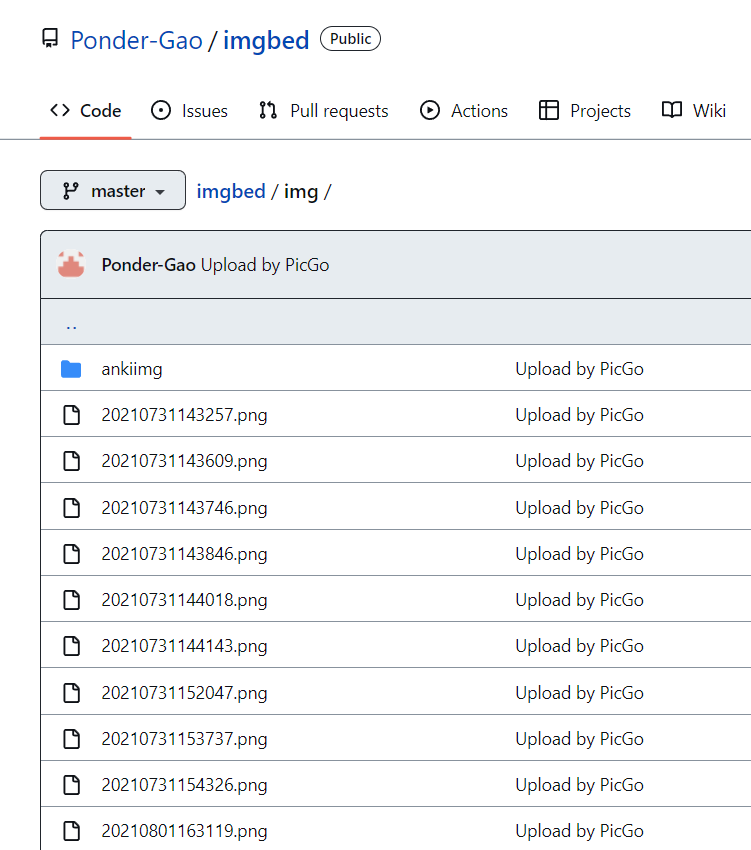 Ponder-Gao / imgbed Public
Code Issues Pull requests Actions Projects Wiki
master imgbed / img /
Ponder-Gao Upload by PicGo
..
ankiimg Upload by PicGo
20210731143257.png Upload by PicGo
20210731143609.png Upload by PicGo
20210731143746.png Upload by PicGo
20210731143846.png Upload by PicGo
20210731144018.png Upload by PicGo
20210731144143.png Upload by PicGo
20210731152047.png Upload by PicGo
20210731153737.png Upload by PicGo
20210731154326.png Upload by PicGo
20210801163119.png Upload by PicGo